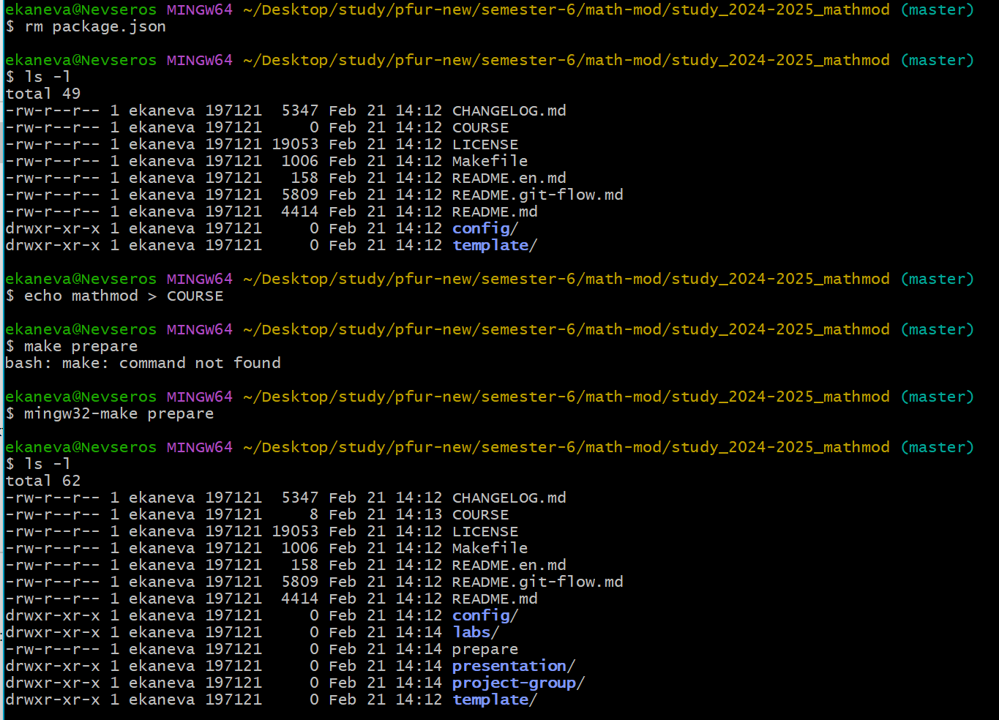 ekaneva@Nevseros MINGW64 ~/Desktop/study/pfur-new/semester-6/math-mod/study_2024-2025_mathmod (master)
$ rm package.json
ekaneva@Nevseros MINGW64 ~/Desktop/study/pfur-new/semester-6/math-mod/study_2024-2025_mathmod (master)
$ ls -l
total 49
-rw-r--r-- 1 ekaneva 197121  5347 Feb 21 14:12 CHANGELOG.md
-rw-r--r-- 1 ekaneva 197121     0 Feb 21 14:12 COURSE
-rw-r--r-- 1 ekaneva 197121 19053 Feb 21 14:12 LICENSE
-rw-r--r-- 1 ekaneva 197121  1006 Feb 21 14:12 Makefile
-rw-r--r-- 1 ekaneva 197121   158 Feb 21 14:12 README.en.md
-rw-r--r-- 1 ekaneva 197121  5809 Feb 21 14:12 README.git-flow.md
-rw-r--r-- 1 ekaneva 197121  4414 Feb 21 14:12 README.md
drwxr-xr-x 1 ekaneva 197121     0 Feb 21 14:12 config/
drwxr-xr-x 1 ekaneva 197121     0 Feb 21 14:12 template/
ekaneva@Nevseros MINGW64 ~/Desktop/study/pfur-new/semester-6/math-mod/study_2024-2025_mathmod (master)
$ echo mathmod > COURSE
ekaneva@Nevseros MINGW64 ~/Desktop/study/pfur-new/semester-6/math-mod/study_2024-2025_mathmod (master)
$ make prepare
bash: make: command not found
ekaneva@Nevseros MINGW64 ~/Desktop/study/pfur-new/semester-6/math-mod/study_2024-2025_mathmod (master)
$ mingw32-make prepare
ekaneva@Nevseros MINGW64 ~/Desktop/study/pfur-new/semester-6/math-mod/study_2024-2025_mathmod (master)
$ ls -l
total 62
-rw-r--r-- 1 ekaneva 197121  5347 Feb 21 14:12 CHANGELOG.md
-rw-r--r-- 1 ekaneva 197121     8 Feb 21 14:13 COURSE
-rw-r--r-- 1 ekaneva 197121 19053 Feb 21 14:12 LICENSE
-rw-r--r-- 1 ekaneva 197121  1006 Feb 21 14:12 Makefile
-rw-r--r-- 1 ekaneva 197121   158 Feb 21 14:12 README.en.md
-rw-r--r-- 1 ekaneva 197121  5809 Feb 21 14:12 README.git-flow.md
-rw-r--r-- 1 ekaneva 197121  4414 Feb 21 14:12 README.md
drwxr-xr-x 1 ekaneva 197121     0 Feb 21 14:12 config/
drwxr-xr-x 1 ekaneva 197121     0 Feb 21 14:14 labs/
-rw-r--r-- 1 ekaneva 197121     0 Feb 21 14:14 prepare
drwxr-xr-x 1 ekaneva 197121     0 Feb 21 14:14 presentation/
drwxr-xr-x 1 ekaneva 197121     0 Feb 21 14:14 project-group/
drwxr-xr-x 1 ekaneva 197121     0 Feb 21 14:12 template/